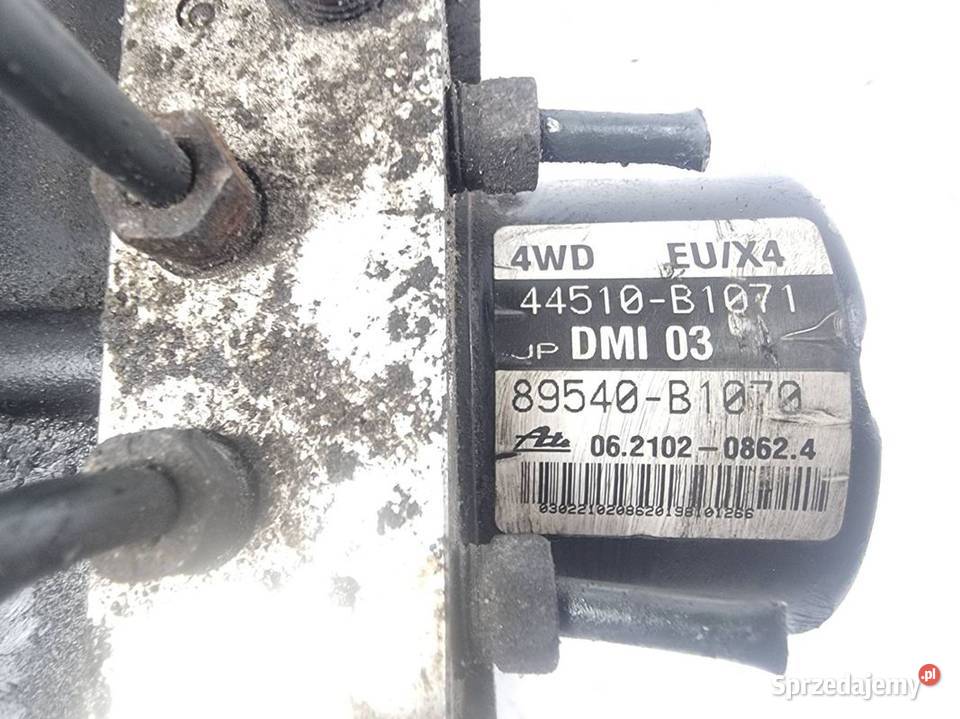 4WD EU/X4
44510-B1071
JP DMI 03
89540-B1070
Ate 06.2102-0862.4
Sprzedajemy.pl